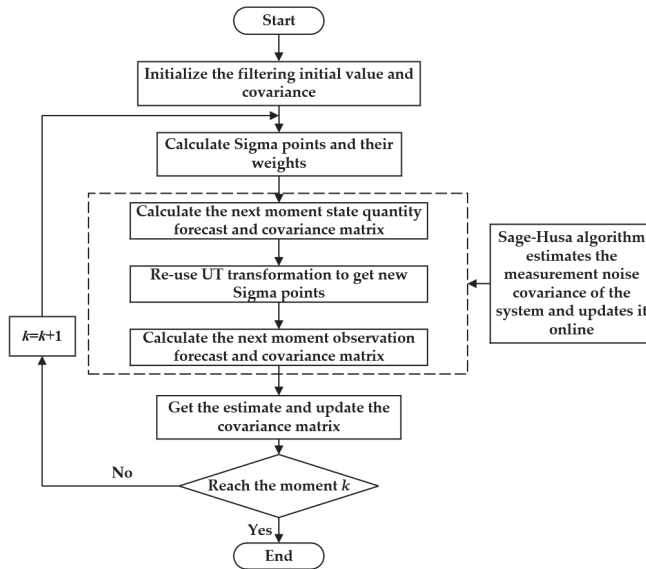 Start
Initialize the filtering initial value and
covariance
Calculate Sigma points and their
weights
Calculate the next moment state quantity
forecast and covariance matrix
Re-use UT transformation to get new
Sigma points
Calculate the next moment observation
forecast and covariance matrix
Sage-Husa algorithm
estimates the
measurement noise
covariance of the
system and updates it
online
k=k+1
Get the estimate and update the
covariance matrix
No
Reach the moment k
Yes
End